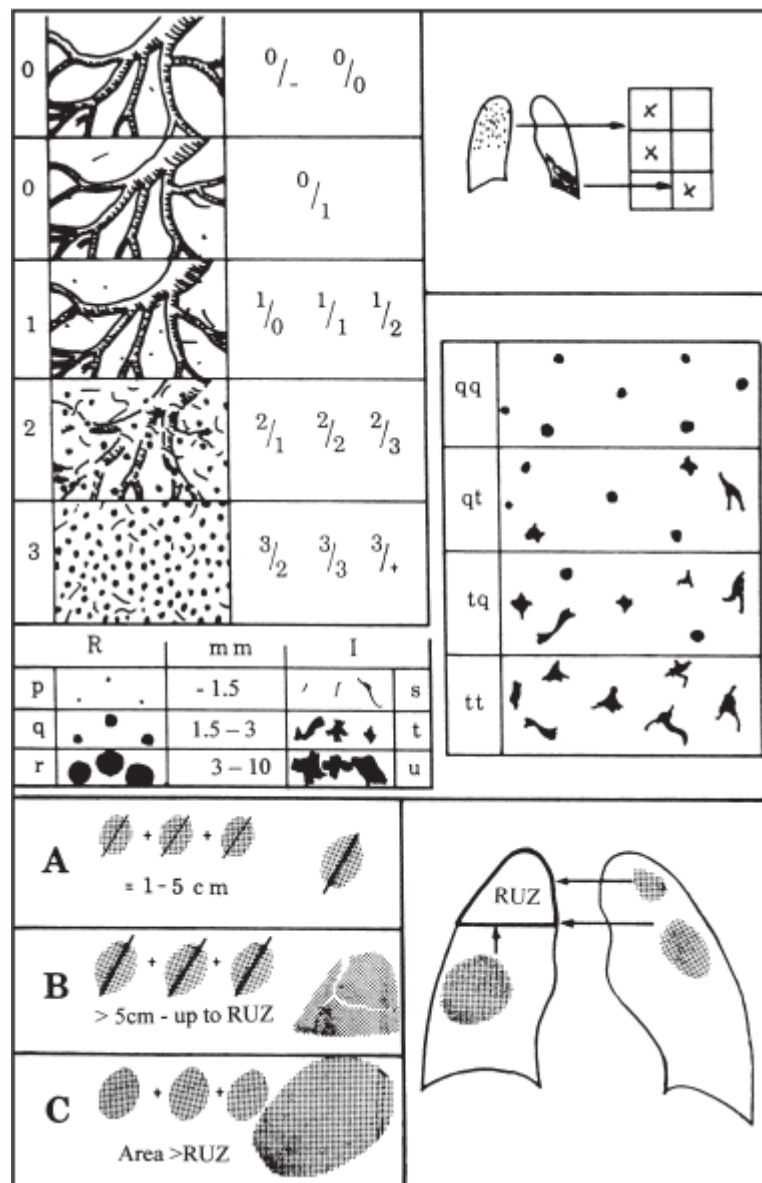 0 0/- 0/0
0 0/1
1 1/0 1/1 1/2
2 2/1 2/2 2/3
3 3/2 3/3 3/+
R mm I
p - 1.5 s
q 1.5 – 3 t
r 3 – 10 u
x
x
x
qq
qt
tq
tt
A + +
= 1 - 5 cm
B + +
> 5cm - up to RUZ
C + +
Area >RUZ
RUZ